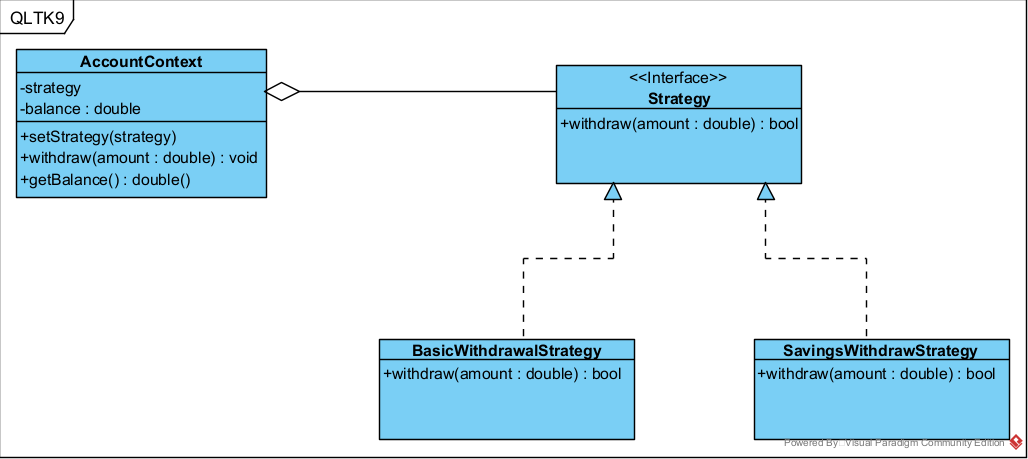 QLTK9
AccountContext
-strategy
-balance : double
+setStrategy(strategy)
+withdraw(amount : double) : void
+getBalance() : double()
<<Interface>>
Strategy
+withdraw(amount : double) : bool
BasicWithdrawalStrategy
+withdraw(amount : double) : bool
SavingsWithdrawStrategy
+withdraw(amount : double) : bool
Powered By Visual Paradigm Community Edition